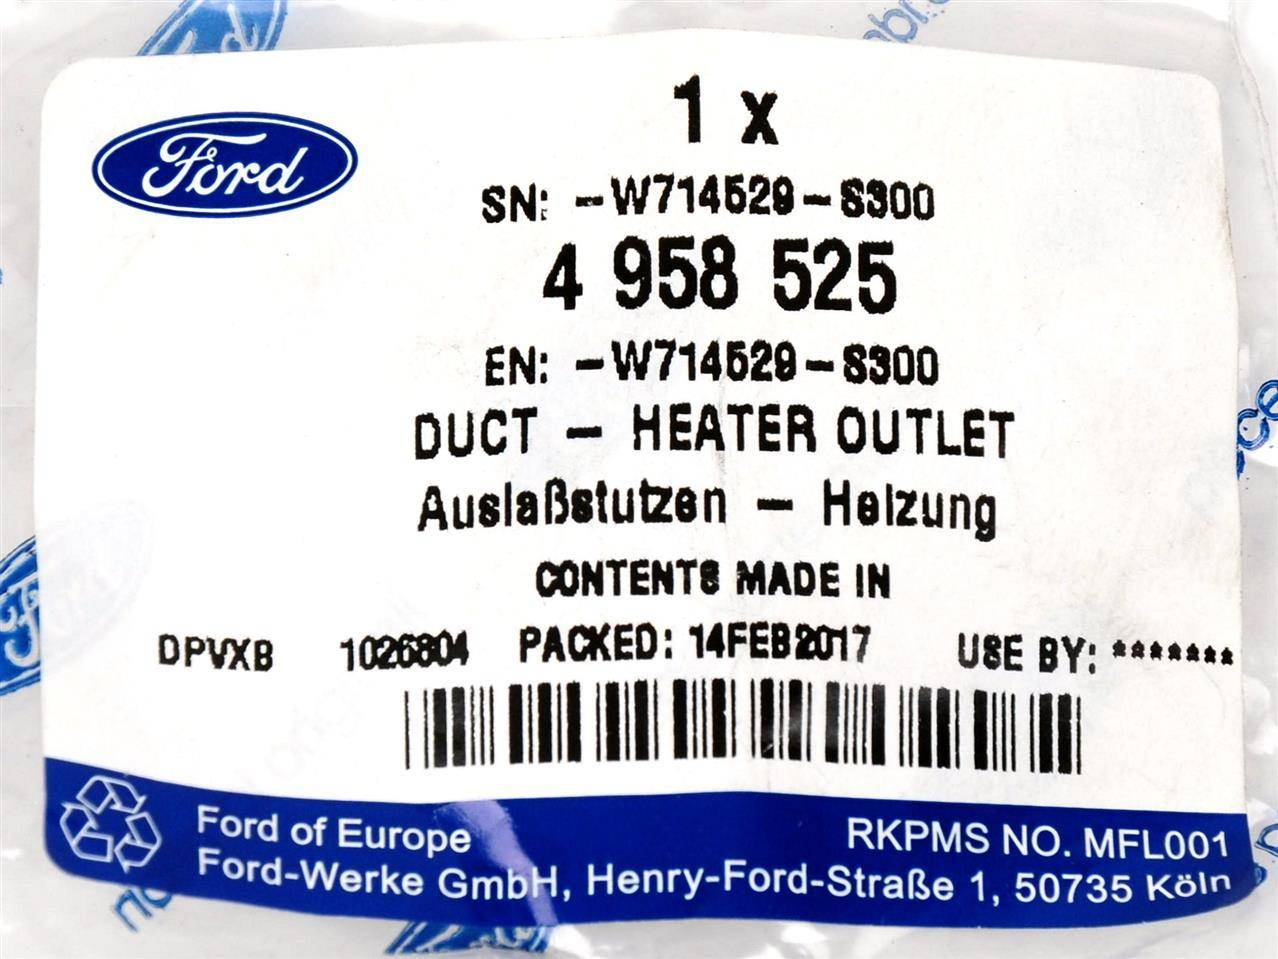 Ford
1 x
SN: -W714529-S300
4 958 525
EN: -W714529-S300
DUCT - HEATER OUTLET
Auslaßstutzen - Heizung
CONTENTS MADE IN
DPVXB 1026804 PACKED: 14FEB2017 USE BY: *******
Ford of Europe RKPMS NO. MFL001
Ford-Werke GmbH, Henry-Ford-Straße 1, 50735 Köln